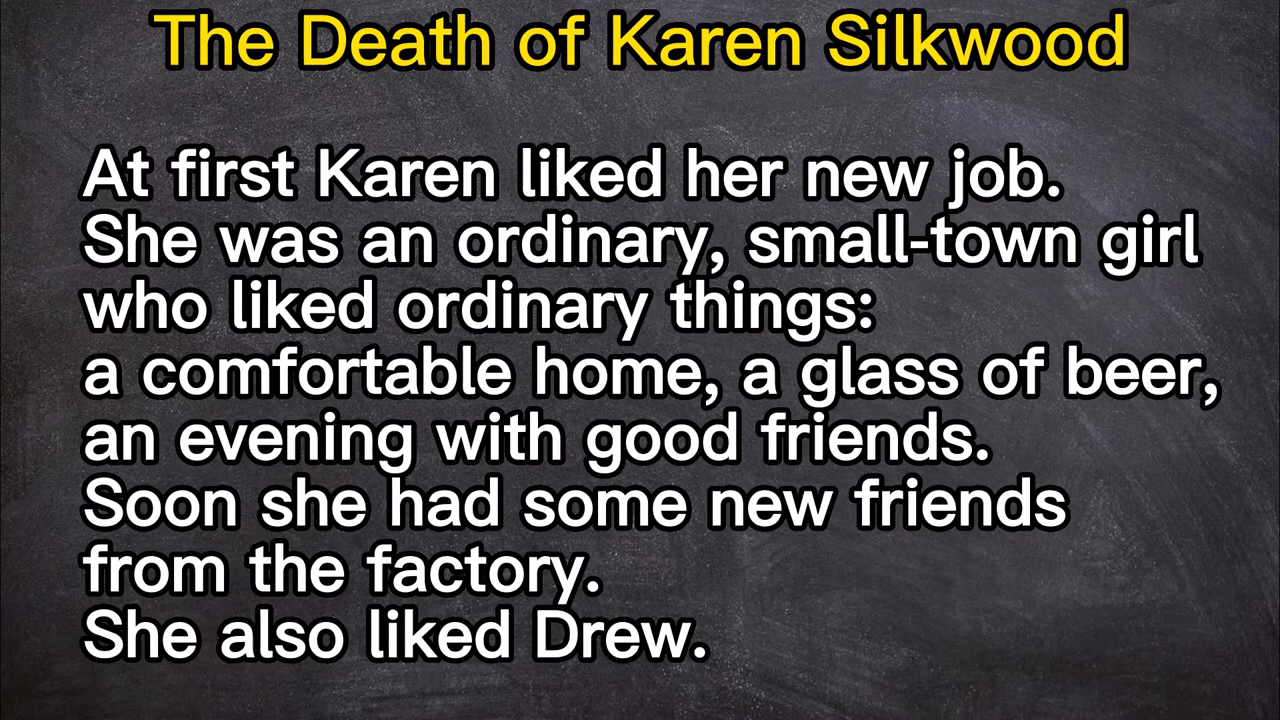 The Death of Karen Silkwood
At first Karen liked her new job.
She was an ordinary, small-town girl
who liked ordinary things:
a comfortable home, a glass of beer,
an evening with good friends.
Soon she had some new friends
from the factory.
She also liked Drew.